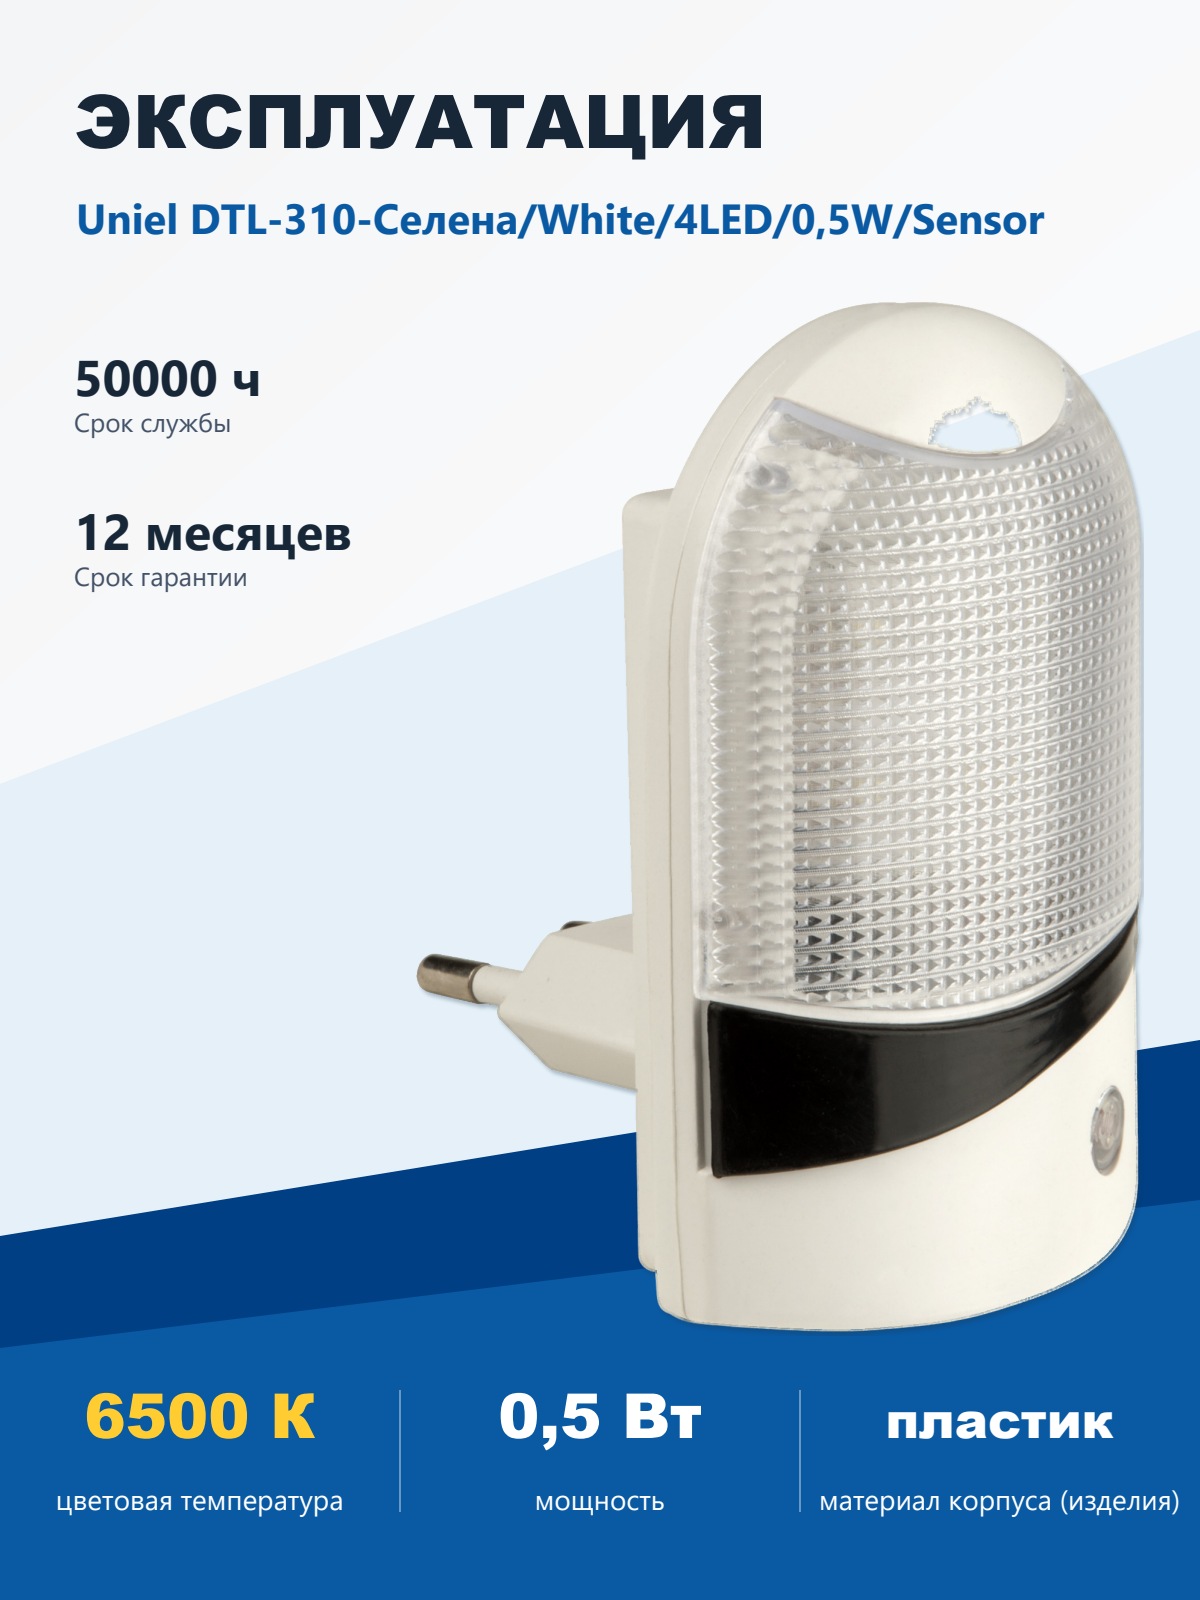 ЭКСПЛУАТАЦИЯ
Uniel DTL-310-Селена/White/4LED/0,5W/Sensor
50000 ч
Срок службы
12 месяцев
Срок гарантии
6500 К
цветовая температура
0,5 Вт
мощность
пластик
материал корпуса (изделия)